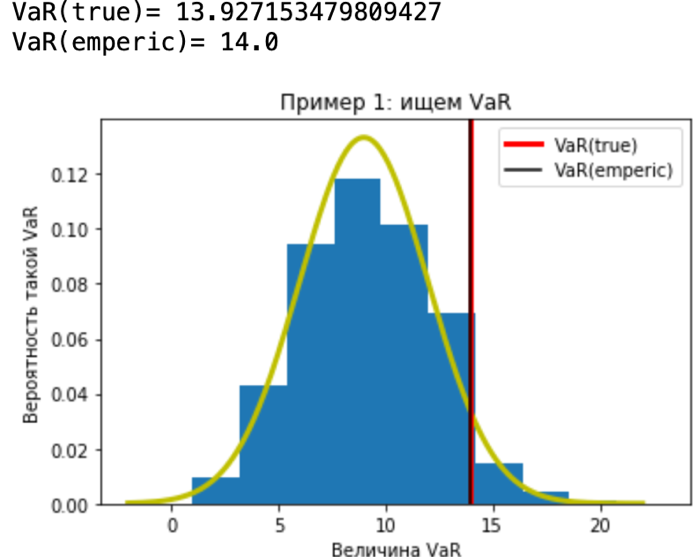 VaR(true)= 13.927153479809427
VaR(emperic)= 14.0
Пример 1: ищем VaR
VaR(true)
VaR(emperic)
Вероятность такой VaR
0.12
0.10
0.08
0.06
0.04
0.02
0.00
0 5 10 15 20
Величина VaR